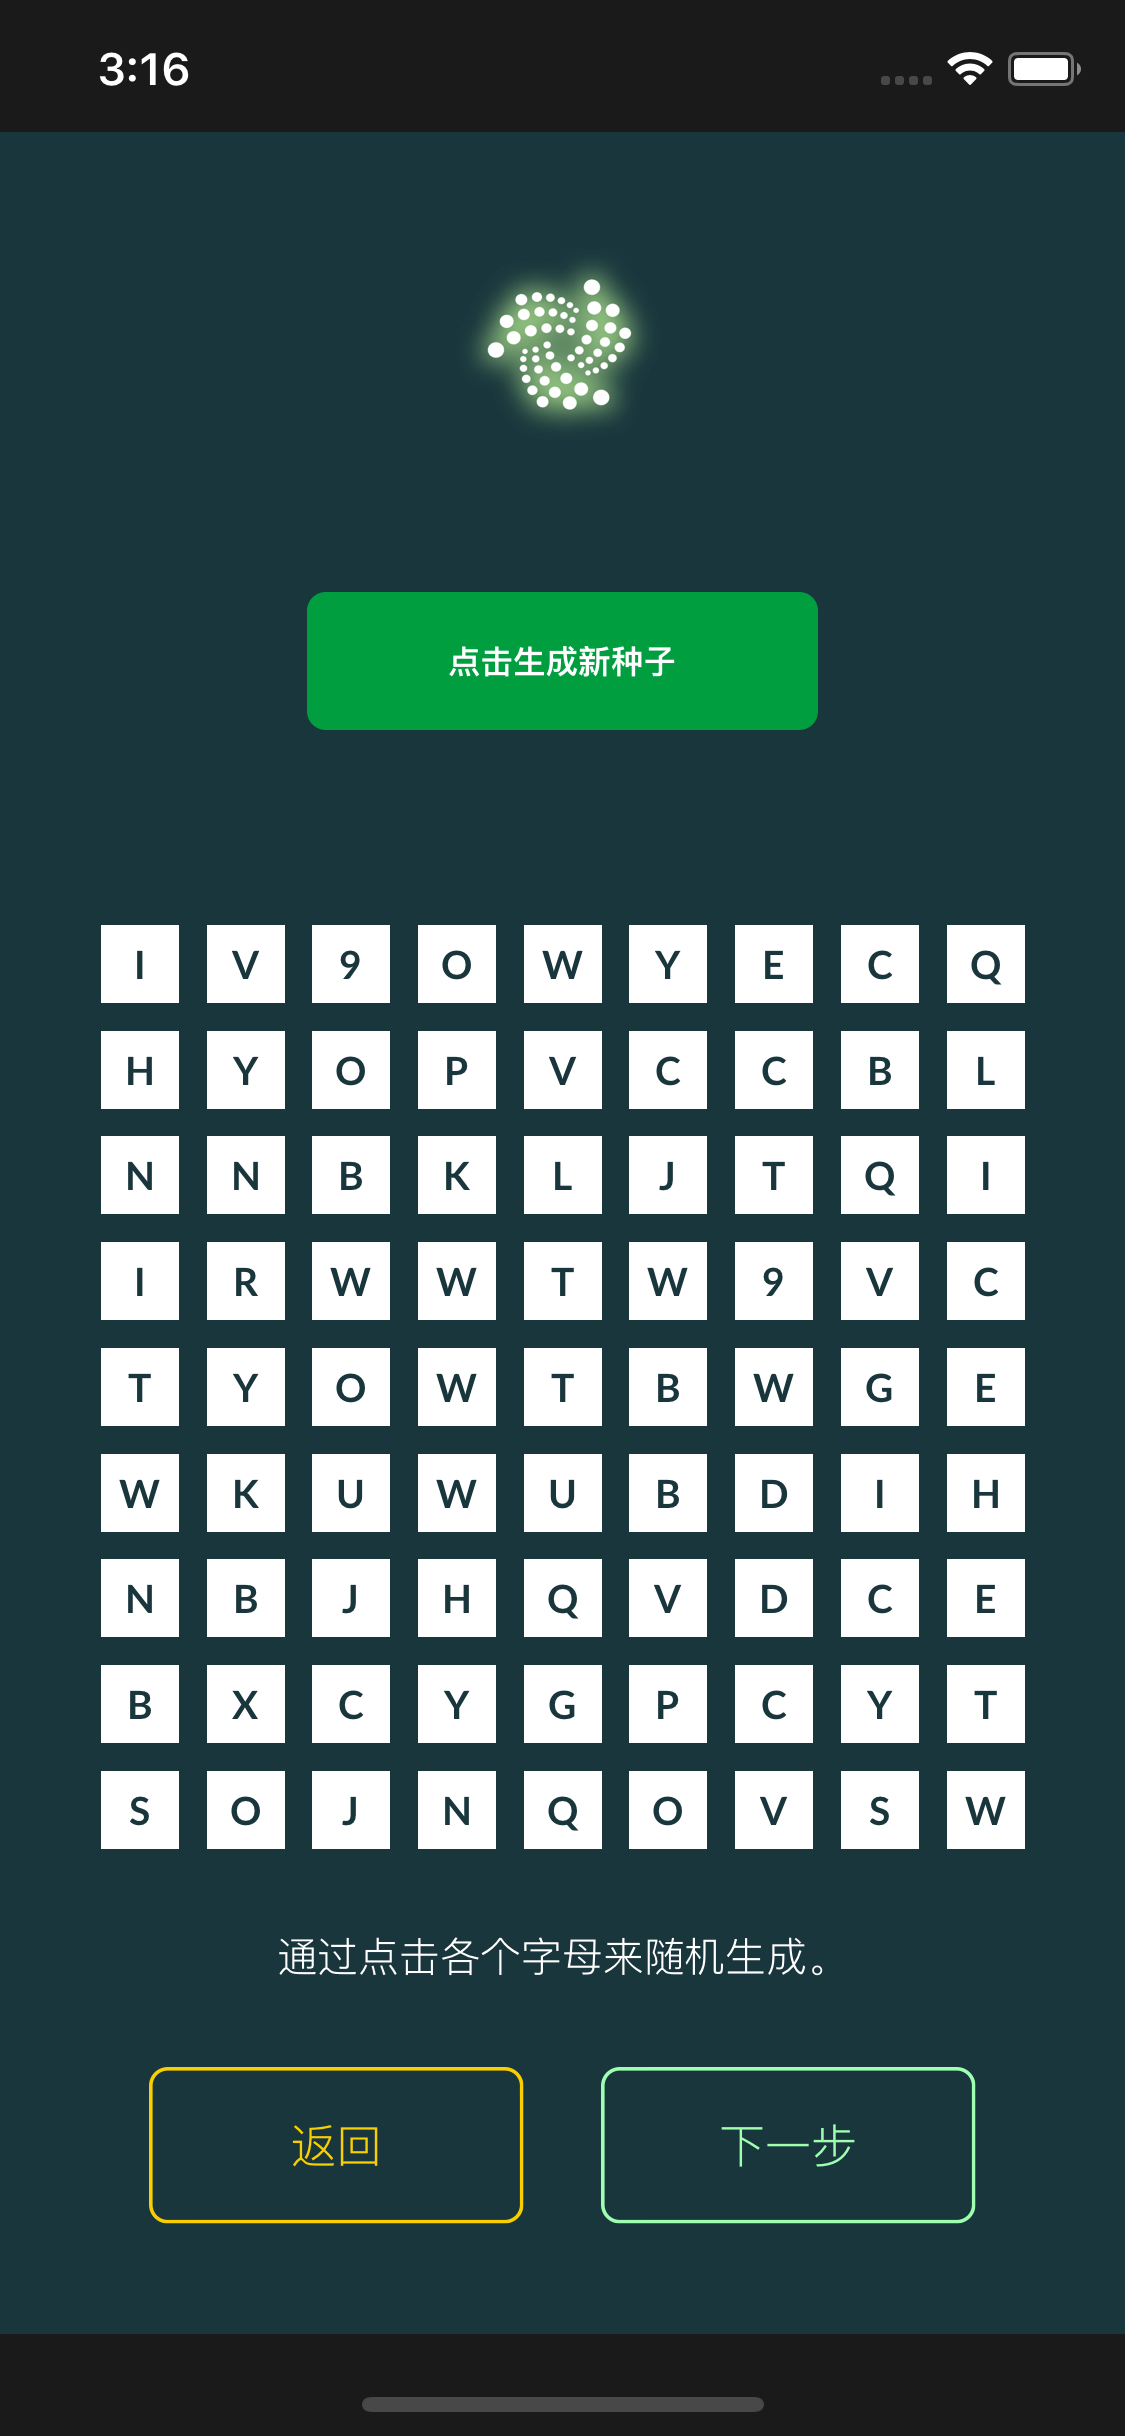 3:16
点击生成新种子
I V 9 O W Y E C Q
H Y O P V C C B L
N N B K L J T Q I
I R W W T W 9 V C
T Y O W T B W G E
W K U W U B D I H
N B J H Q V D C E
B X C Y G P C Y T
S O J N Q O V S W
通过点击各个字母来随机生成。
返回 下一步